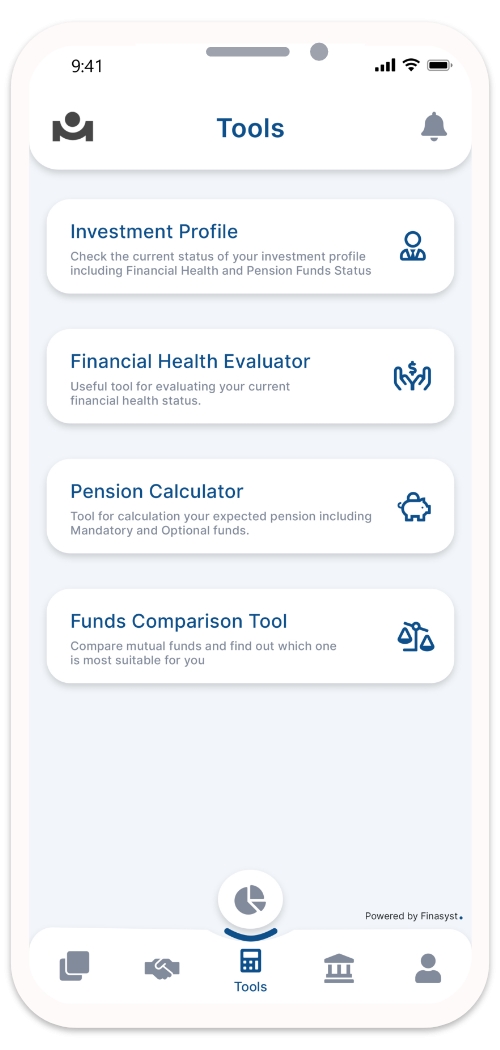 9:41
Tools
Investment Profile
Check the current status of your investment profile
including Financial Health and Pension Funds Status
Financial Health Evaluator
Useful tool for evaluating your current
financial health status.
Pension Calculator
Tool for calculation your expected pension including
Mandatory and Optional funds.
Funds Comparison Tool
Compare mutual funds and find out which one
is most suitable for you
Powered by Finasyst.
Tools